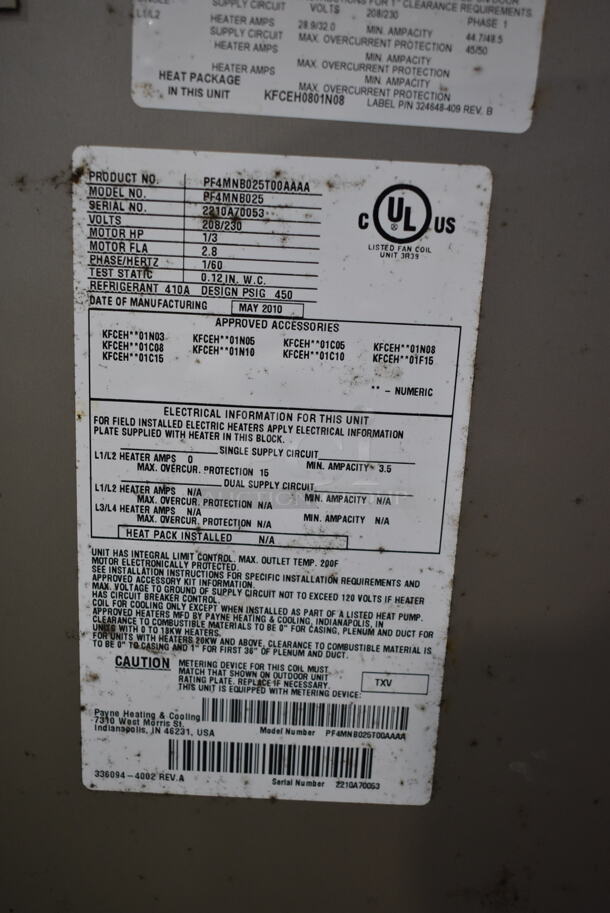 FOR 1" CLEARANCE REQUIREMENTS.
L1/L2 SUPPLY CIRCUIT VOLTS 208/230 PHASE 1
HEATER AMPS 28.9/32.0 MIN. AMPACITY 44.7/48.5
SUPPLY CIRCUIT MAX. OVERCURRENT PROTECTION 45/50
HEATER AMPS MIN. AMPACITY
MAX. OVERCURRENT PROTECTION
HEATER AMPS MIN. AMPACITY
MAX. OVERCURRENT PROTECTION
HEAT PACKAGE
IN THIS UNIT KFCEH0801N08 LABEL P/N 324648-409 REV. B
PRODUCT NO. PF4MNB025T00AAAA
MODEL NO. PF4MNB025
SERIAL NO. 2210A70053
VOLTS 208/230
MOTOR HP 1/3
MOTOR FLA 2.8
PHASE/HERTZ 1/60
TEST STATIC 0.12 IN. W.C.
REFRIGERANT 410A DESIGN PSIG 450
DATE OF MANUFACTURING MAY 2010
C UL US
LISTED FAN COIL
UNIT 3R39
APPROVED ACCESSORIES
KFCEH**01N03 KFCEH**01N05 KFCEH**01C05 KFCEH**01N08
KFCEH**01C08 KFCEH**01N10 KFCEH**01C10 KFCEH**01F15
KFCEH**01C15
** - NUMERIC
ELECTRICAL INFORMATION FOR THIS UNIT
FOR FIELD INSTALLED ELECTRIC HEATERS APPLY ELECTRICAL INFORMATION
PLATE SUPPLIED WITH HEATER IN THIS BLOCK.
SINGLE SUPPLY CIRCUIT
L1/L2 HEATER AMPS 0 MIN. AMPACITY 3.5
MAX. OVERCUR. PROTECTION 15
DUAL SUPPLY CIRCUIT
L1/L2 HEATER AMPS N/A MIN. AMPACITY N/A
MAX. OVERCUR. PROTECTION N/A
L3/L4 HEATER AMPS N/A MIN. AMPACITY N/A
MAX. OVERCUR. PROTECTION N/A
HEAT PACK INSTALLED N/A
UNIT HAS INTEGRAL LIMIT CONTROL. MAX. OUTLET TEMP. 200F
MOTOR ELECTRONICALLY PROTECTED.
SEE INSTALLATION INSTRUCTIONS FOR SPECIFIC INSTALLATION REQUIREMENTS AND
APPROVED ACCESSORY KIT INFORMATION.
MAX. VOLTAGE TO GROUND OF SUPPLY CIRCUIT NOT TO EXCEED 120 VOLTS IF HEATER
HAS CIRCUIT BREAKER CONTROL.
COIL FOR COOLING ONLY EXCEPT WHEN INSTALLED AS PART OF A LISTED HEAT PUMP.
APPROVED HEATERS MFD BY PAYNE HEATING & COOLING, INDIANAPOLIS, IN
CLEARANCE TO COMBUSTIBLE MATERIALS TO BE 0" FOR CASING, PLENUM AND DUCT FOR
UNITS WITH 0 TO 18KW HEATERS.
FOR UNITS WITH HEATERS 20KW AND ABOVE, CLEARANCE TO COMBUSTIBLE MATERIAL IS
TO BE 0" TO CASING AND 1" FOR FIRST 36" OF PLENUM AND DUCT.
CAUTION METERING DEVICE FOR THIS COIL MUST
MATCH THAT SHOWN ON OUTDOOR UNIT
RATING PLATE. REPLACE IF NECESSARY.
THIS UNIT IS EQUIPPED WITH METERING DEVICE: TXV
Payne Heating & Cooling
7310 West Morris St.
Indianapolis, IN 46231, USA
Model Number PF4MNB025T00AAAA
336094-4002 REV.A
Serial Number 2210A70053